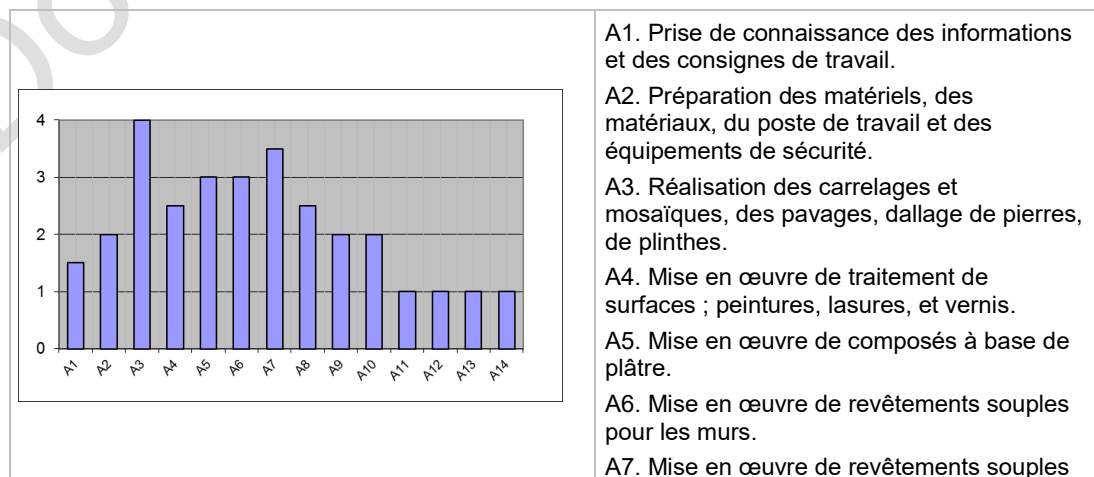 4
3
2
1
0
A1
A2
A3
A4
A5
A6
A7
A8
A9
A10
A11
A12
A13
A14
A1. Prise de connaissance des informations
et des consignes de travail.
A2. Préparation des matériels, des
matériaux, du poste de travail et des
équipements de sécurité.
A3. Réalisation des carrelages et
mosaïques, des pavages, dallage de pierres,
de plinthes.
A4. Mise en œuvre de traitement de
surfaces ; peintures, lasures, et vernis.
A5. Mise en œuvre de composés à base de
plâtre.
A6. Mise en œuvre de revêtements souples
pour les murs.
A7. Mise en œuvre de revêtements souples